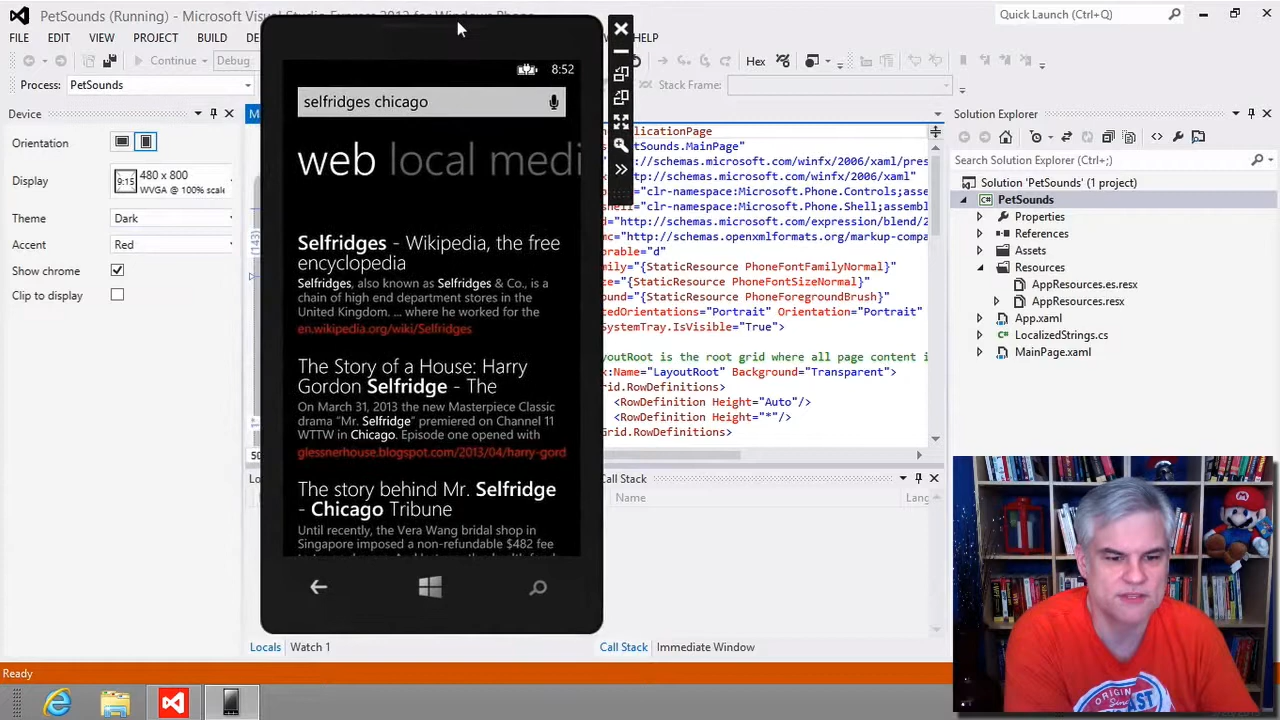 PetSounds (Running) - Microsoft Visual Studio Express 2012 for Windows Phone
Quick Launch (Ctrl+Q)
FILE EDIT VIEW PROJECT BUILD HELP
Continue
Debug
Hex
Stack Frame:
Process: PetSounds
Device
Orientation
Display 480 x 800
WVGA @ 100% scale
Theme Dark
Accent Red
Show chrome
Clip to display
8:52
selfridges chicago
web local medi
Selfridges - Wikipedia, the free
encyclopedia
Selfridges, also known as Selfridges & Co., is a
chain of high end department stores in the
United Kingdom. ... where he worked for the
en.wikipedia.org/wiki/Selfridges
The Story of a House: Harry
Gordon Selfridge - The
On March 31, 2013 the new Masterpiece Classic
drama "Mr. Selfridge" premiered on Channel 11
WTTW in Chicago. Episode one opened with
glessnerhouse.blogspot.com/2013/04/harry-gord
The story behind Mr. Selfridge
- Chicago Tribune
Until recently, the Vera Wang bridal shop in
Singapore imposed a non-refundable $482 fee
licationPage
tSounds.MainPage"
://schemas.microsoft.com/winfx/2006/xaml/pres
ttp://schemas.microsoft.com/winfx/2006/xaml"
="clr-namespace:Microsoft.Phone.Controls;asse
hell="clr-namespace:Microsoft.Phone.Shell;assembl
ttp://schemas.microsoft.com/expression/blend/2
mc="http://schemas.openxmlformats.org/markup-compa
orable="d"
mily="{StaticResource PhoneFontFamilyNormal}"
e="{StaticResource PhoneFontSizeNormal}"
ound="{StaticResource PhoneForegroundBrush}"
tedOrientations="Portrait" Orientation="Portrait"
ystemTray.IsVisible="True">
youtRoot is the root grid where all page content i
x:Name="LayoutRoot" Background="Transparent">
rid.RowDefinitions>
<RowDefinition Height="Auto"/>
<RowDefinition Height="*"/>
Grid.RowDefinitions>
Call Stack
Name
Lang
Solution Explorer
Search Solution Explorer (Ctrl+;)
Solution 'PetSounds' (1 project)
PetSounds
Properties
References
Assets
Resources
AppResources.es.resx
AppResources.resx
App.xaml
LocalizedStrings.cs
MainPage.xaml
Locals Watch 1
Call Stack Immediate Window
Ready
ORIGIN